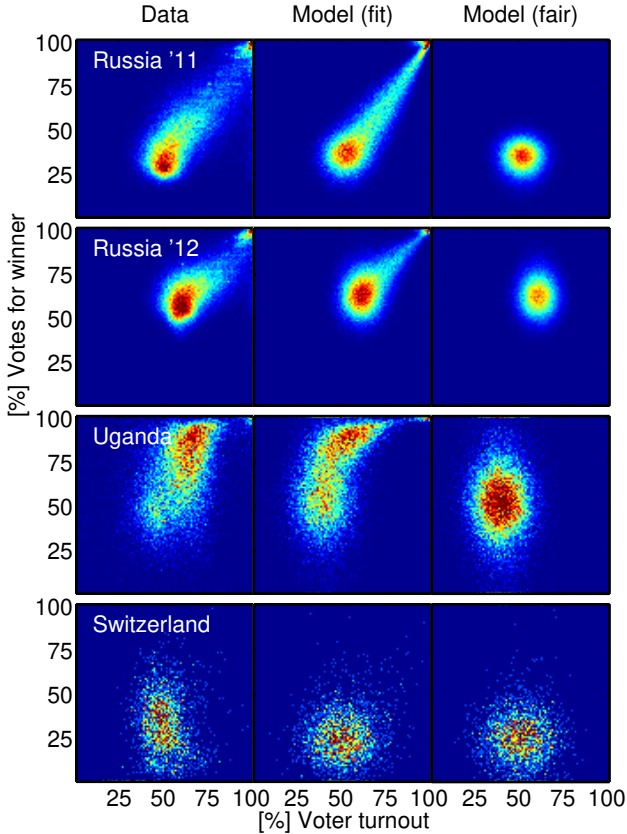 Data Model (fit) Model (fair)
100
Russia '11
75
50
25
100
Russia '12
75
50
25
100
Uganda
75
50
25
100
Switzerland
75
50
25
25 50 75 100 25 50 75 100 25 50 75 100
[%] Voter turnout
[%] Votes for winner